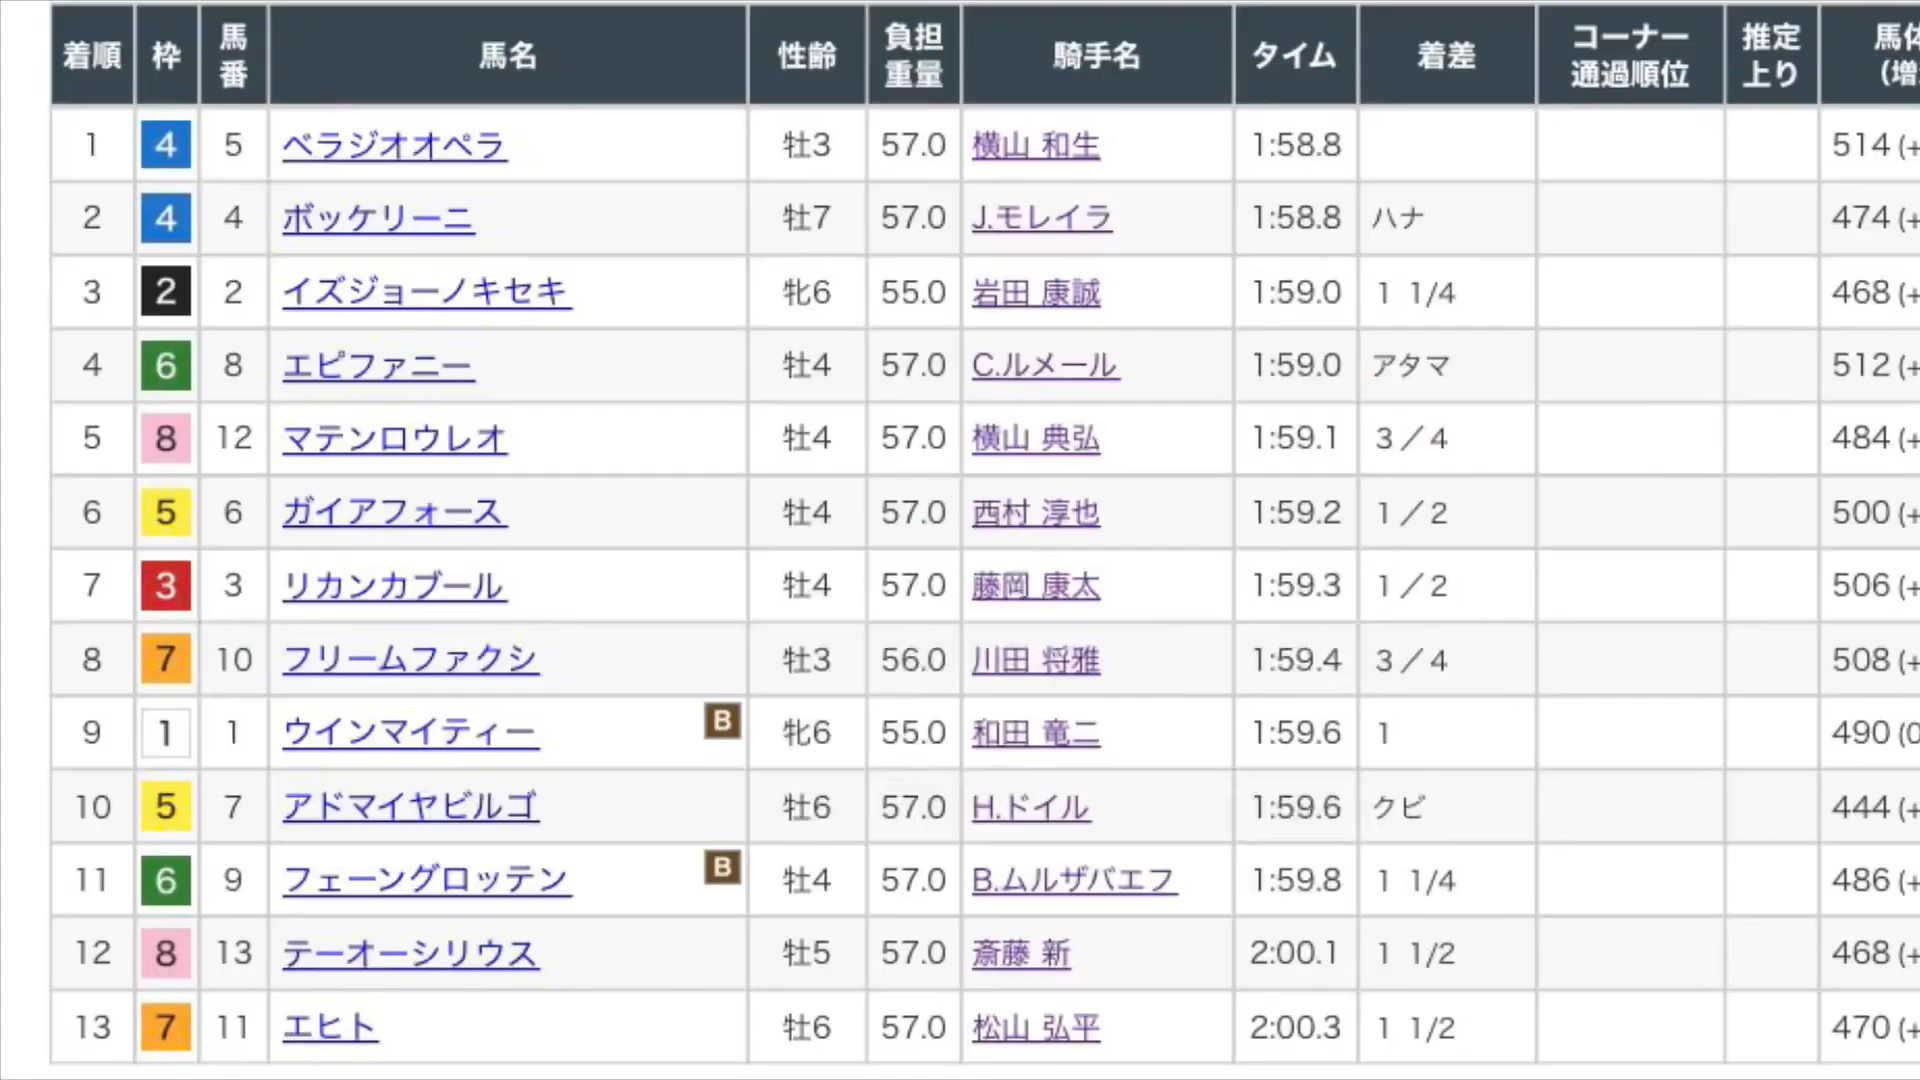 着順 枠 馬番 馬名 性齢 負担重量 騎手名 タイム 着差 コーナー通過順位 推定上り 馬体 (増
1 4 5 ベラジオオペラ 牡3 57.0 横山 和生 1:58.8 514 (+
2 4 4 ボッケリーニ 牡7 57.0 J.モレイラ 1:58.8 ハナ 474 (+
3 2 2 イズジョーノキセキ 牝6 55.0 岩田 康誠 1:59.0 1 1/4 468 (+
4 6 8 エピファニー 牡4 57.0 C.ルメール 1:59.0 アタマ 512 (+
5 8 12 マテンロウレオ 牡4 57.0 横山 典弘 1:59.1 3／4 484 (+
6 5 6 ガイアフォース 牡4 57.0 西村 淳也 1:59.2 1／2 500 (+
7 3 3 リカンカブール 牡4 57.0 藤岡 康太 1:59.3 1／2 506 (+
8 7 10 フリームファクシ 牡3 56.0 川田 将雅 1:59.4 3／4 508 (+
9 1 1 ウインマイティー B 牝6 55.0 和田 竜二 1:59.6 1 490 (0
10 5 7 アドマイヤビルゴ 牡6 57.0 H.ドイル 1:59.6 クビ 444 (+
11 6 9 フェーングロッテン B 牡4 57.0 B.ムルザバエフ 1:59.8 1 1/4 486 (+
12 8 13 テーオーシリウス 牡5 57.0 斎藤 新 2:00.1 1 1/2 468 (+
13 7 11 エヒト 牡6 57.0 松山 弘平 2:00.3 1 1/2 470 (+